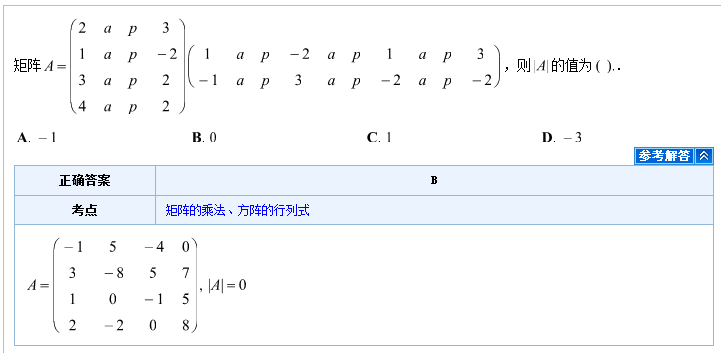 矩阵 A = ( 2 a p 3
1 a p −2
3 a p 2
4 a p 2 ) ( 1 a p −2 a p 1 a p 3
−1 a p 3 a p −2 a p −2 ) ，则 |A| 的值为 ( ). .
A. −1 B. 0 C. 1 D. −3
参考解答
正确答案 B
考点 矩阵的乘法、方阵的行列式
A = ( −1 5 −4 0
3 −8 5 7
1 0 −1 5
2 −2 0 8 ) , |A| = 0